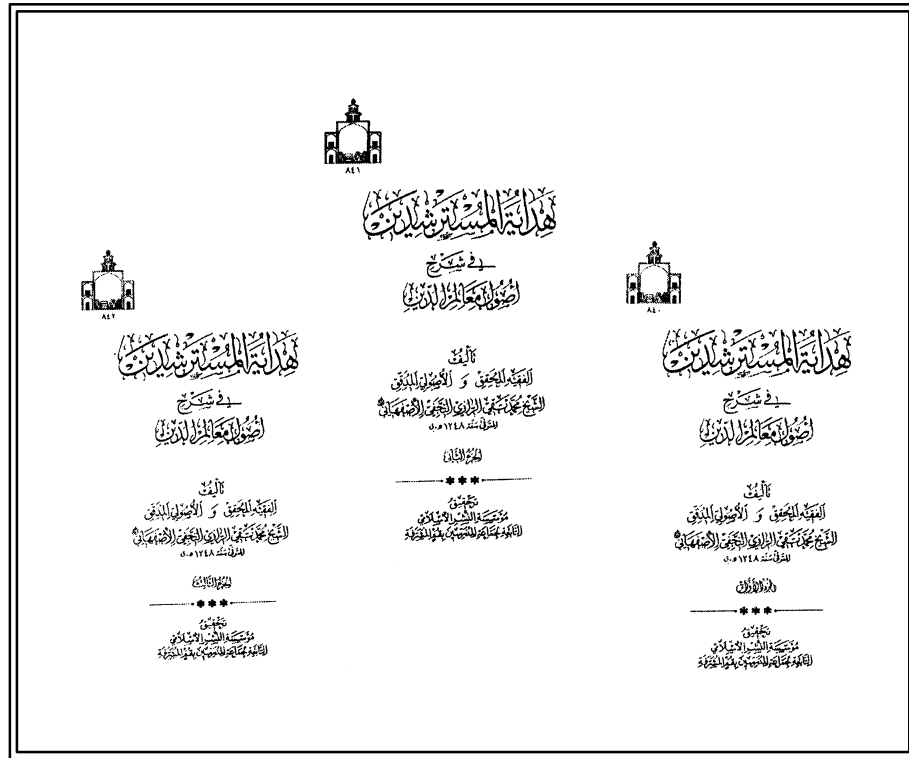 ٨٤٠
هداية المسترشدين
في شرح
أصول معالم الدين
تأليف
الفقيه المحقق و الأصولي المدقق
الشيخ محمد تقي الرازي النجفي الأصفهاني
المتوفى سنة ١٢٤٨ ه‍.ق
الجزء الأول
تحقيق
مؤسسة النشر الإسلامي
التابعة لجماعة المدرسين بقم المشرفة
٨٤١
هداية المسترشدين
في شرح
أصول معالم الدين
تأليف
الفقيه المحقق و الأصولي المدقق
الشيخ محمد تقي الرازي النجفي الأصفهاني
المتوفى سنة ١٢٤٨ ه‍.ق
الجزء الثاني
تحقيق
مؤسسة النشر الإسلامي
التابعة لجماعة المدرسين بقم المشرفة
٨٤٢
هداية المسترشدين
في شرح
أصول معالم الدين
تأليف
الفقيه المحقق و الأصولي المدقق
الشيخ محمد تقي الرازي النجفي الأصفهاني
المتوفى سنة ١٢٤٨ ه‍.ق
الجزء الثالث
تحقيق
مؤسسة النشر الإسلامي
التابعة لجماعة المدرسين بقم المشرفة